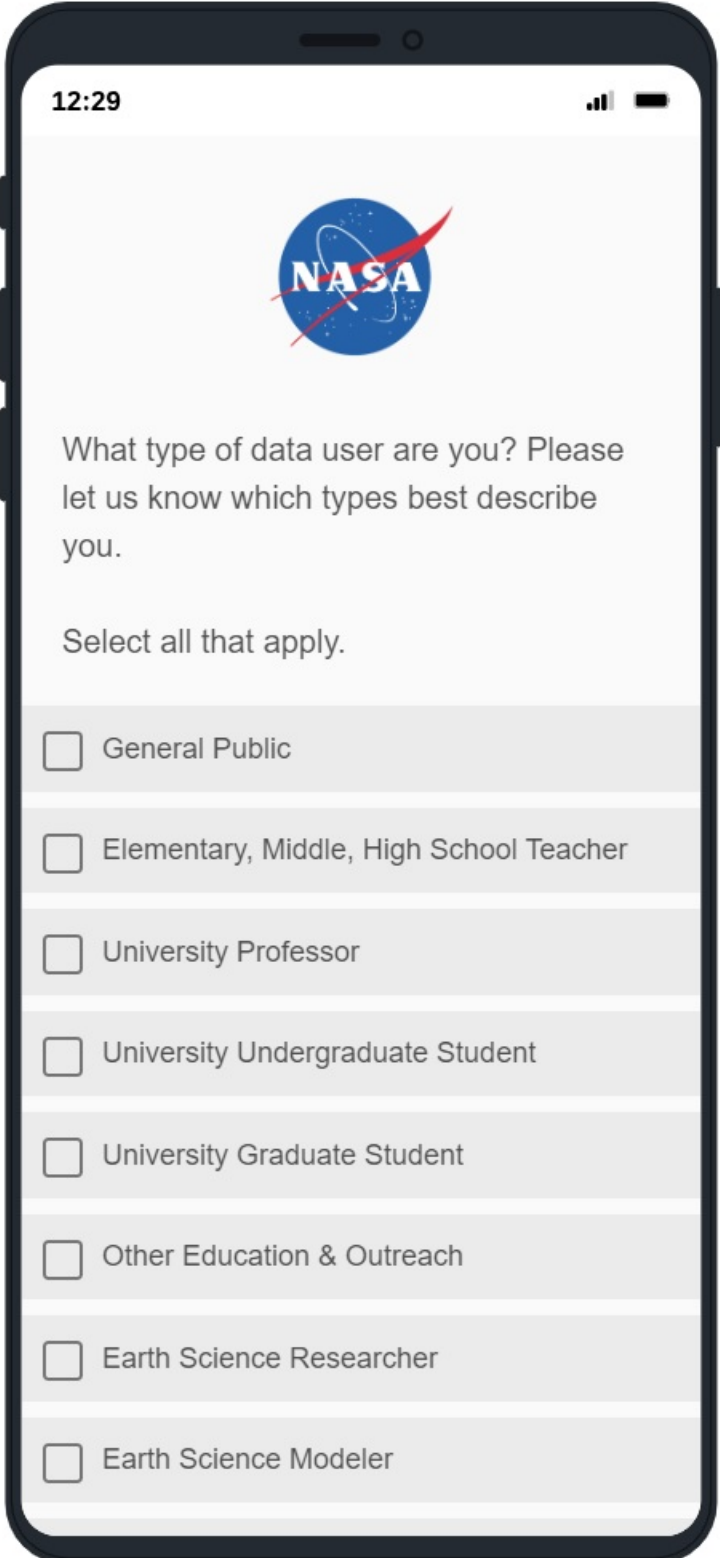 12:29
NASA
What type of data user are you? Please
let us know which types best describe
you.
Select all that apply.
General Public
Elementary, Middle, High School Teacher
University Professor
University Undergraduate Student
University Graduate Student
Other Education & Outreach
Earth Science Researcher
Earth Science Modeler